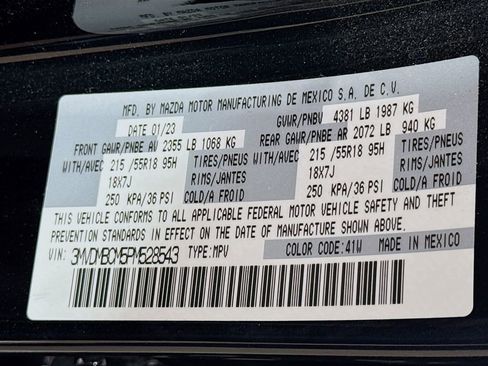 MFD. BY MAZDA MOTOR MANUFACTURING DE MEXICO S.A. DE C.V.
DATE 01/23 GVWR/PNBV 4381 LB 1987 KG
FRONT GAWR/PNBE AV 2355 LB 1068 KG REAR GAWR/PNBE AR 2072 LB 940 KG
WITH/AVEC 215 /55R18 95H TIRES/PNEUS WITH/AVEC 215 /55R18 95H TIRES/PNEUS
18X7J RIMS/JANTES 18X7J RIMS/JANTES
250 KPA/36 PSI COLD/A FROID 250 KPA/36 PSI COLD/A FROID
THIS VEHICLE CONFORMS TO ALL APPLICABLE FEDERAL MOTOR VEHICLE SAFETY AND THEFT
PREVENTION STANDARDS IN EFFECT ON THE DATE OF MANUFACTURE SHOWN ABOVE.
VIN: 3MVDMBCM5PM528543 TYPE: MPV COLOR CODE: 41W MADE IN MEXICO